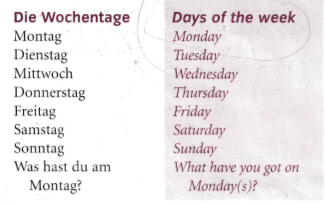 Die Wochentage
Montag
Dienstag
Mittwoch
Donnerstag
Freitag
Samstag
Sonntag
Was hast du am
Montag?
Days of the week
Monday
Tuesday
Wednesday
Thursday
Friday
Saturday
Sunday
What have you got on
Monday(s)?